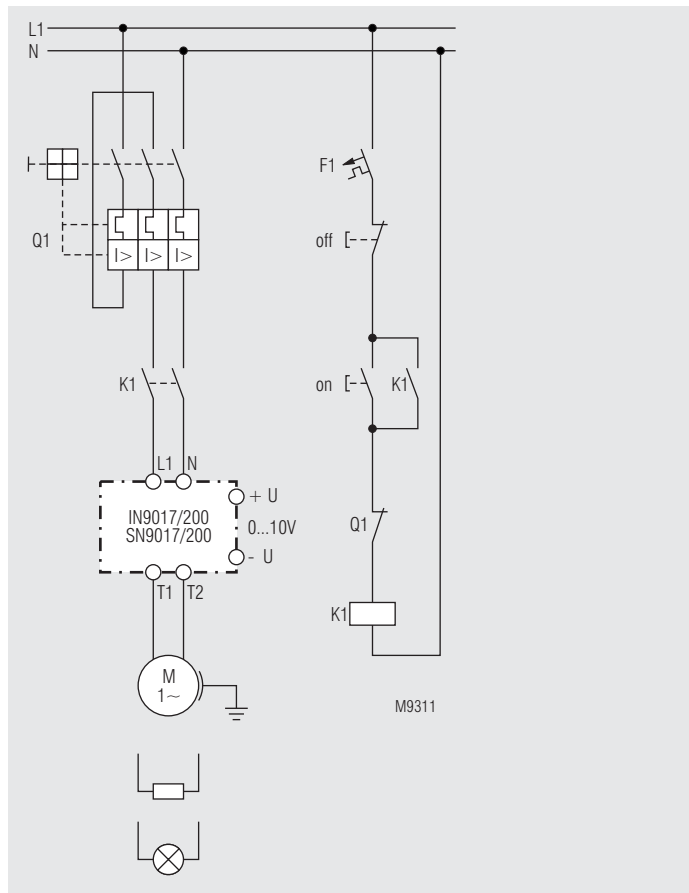 L1
N
F1
Q1
off
I> I> I>
K1
on
K1
L1 N
+ U
IN9017/200
SN9017/200
0...10V
- U
Q1
T1 T2
K1
M
1~
M9311